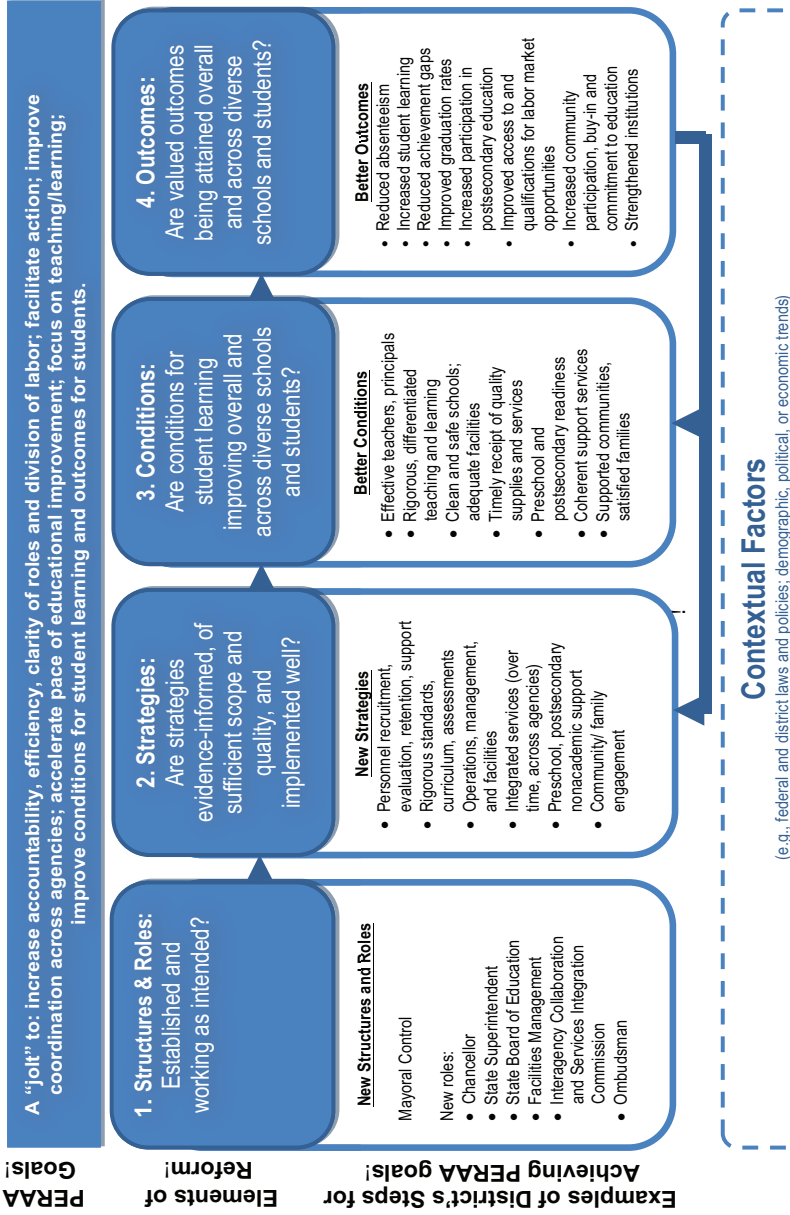 PERAA
Goals!
A “jolt” to: increase accountability, efficiency, clarity of roles and division of labor; facilitate action; improve
coordination across agencies; accelerate pace of educational improvement; focus on teaching/learning;
improve conditions for student learning and outcomes for students.
Elements of
Reform!
1. Structures & Roles:
Established and
working as intended?
2. Strategies:
Are strategies
evidence-informed, of
sufficient scope and
quality, and
implemented well?
3. Conditions:
Are conditions for
student learning
improving overall and
across diverse schools
and students?
4. Outcomes:
Are valued outcomes
being attained overall
and across diverse
schools and students?
Examples of District’s Steps for
Achieving PERAA goals!
New Structures and Roles
Mayoral Control
New roles:
• Chancellor
• State Superintendent
• State Board of Education
• Facilities Management
• Interagency Collaboration
and Services Integration
Commission
• Ombudsman
New Strategies
• Personnel recruitment,
evaluation, retention, support
• Rigorous standards,
curriculum, assessments
• Operations, management,
and facilities
• Integrated services (over
time, across agencies)
• Preschool, postsecondary
nonacademic support
• Community/ family
engagement
!
Better Conditions
• Effective teachers, principals
• Rigorous, differentiated
teaching and learning
• Clean and safe schools;
adequate facilities
• Timely receipt of quality
supplies and services
• Preschool and
postsecondary readiness
• Coherent support services
• Supported communities,
satisfied families
Better Outcomes
• Reduced absenteeism
• Increased student learning
• Reduced achievement gaps
• Improved graduation rates
• Increased participation in
postsecondary education
• Improved access to and
qualifications for labor market
opportunities
• Increased community
participation, buy-in and
commitment to education
• Strengthened institutions
Contextual Factors
(e.g., federal and district laws and policies; demographic, political, or economic trends)